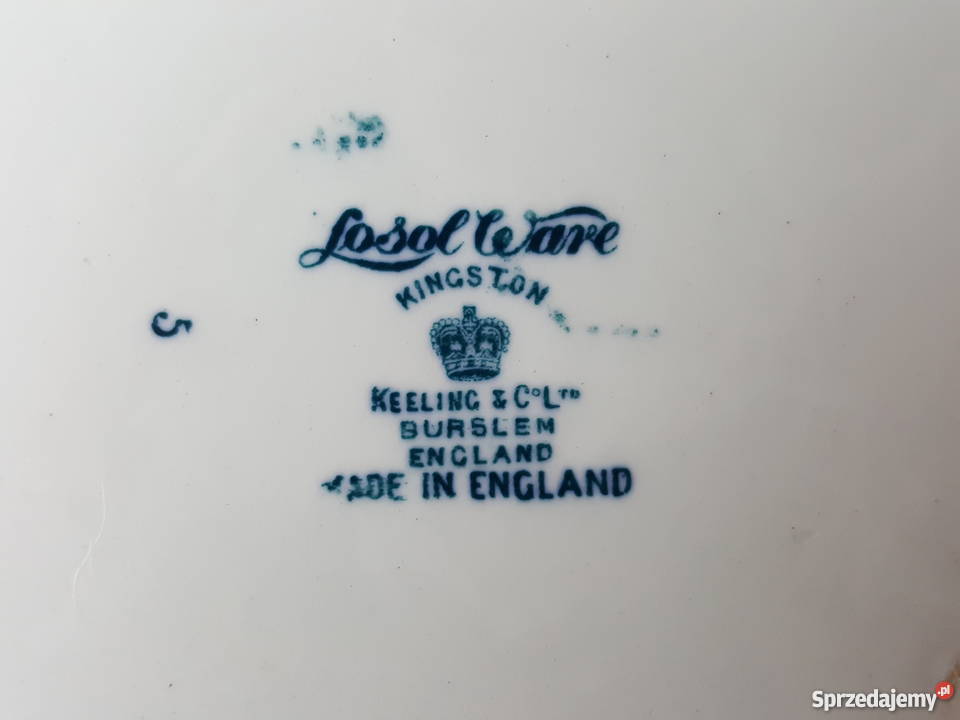 Losol Ware
KINGSTON
5
KEELING & Co LTD
BURSLEM
ENGLAND
MADE IN ENGLAND
Sprzedajemy.pl